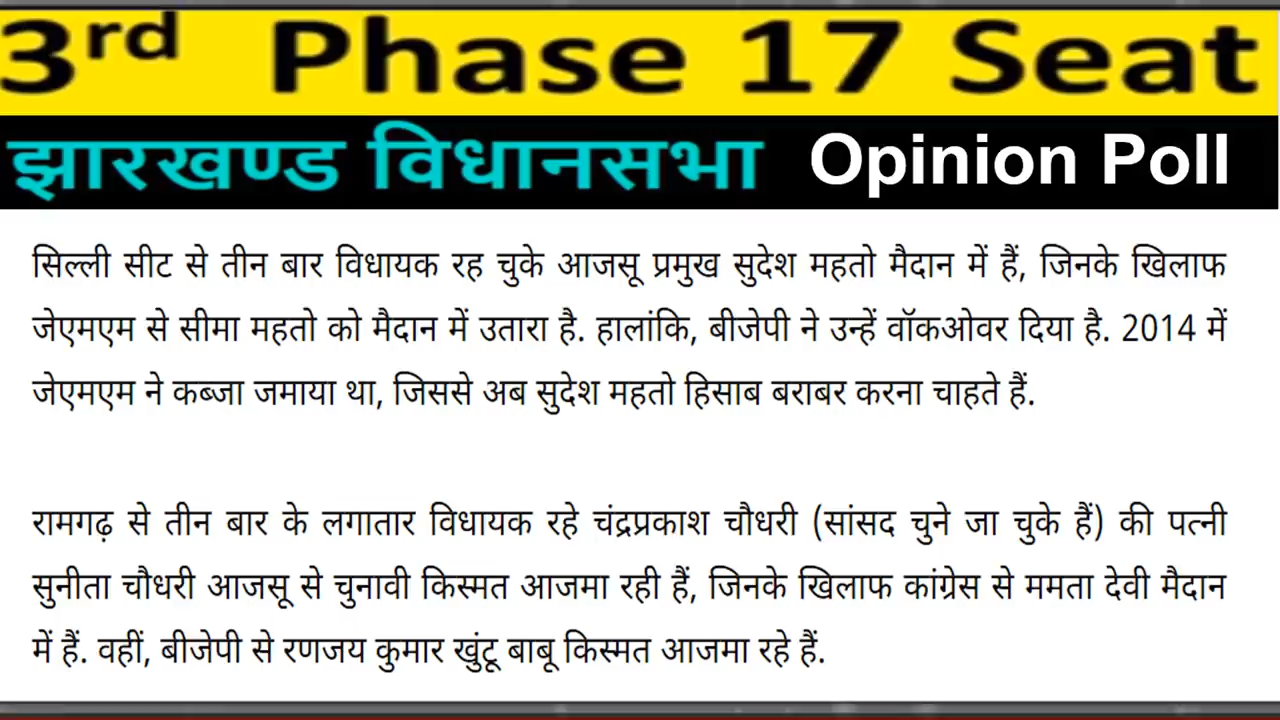 3rd Phase 17 Seat
झारखण्ड विधानसभा Opinion Poll
सिल्ली सीट से तीन बार विधायक रह चुके आजसू प्रमुख सुदेश महतो मैदान में हैं, जिनके खिलाफ
जेएमएम से सीमा महतो को मैदान में उतारा है. हालांकि, बीजेपी ने उन्हें वॉकओवर दिया है. 2014 में
जेएमएम ने कब्जा जमाया था, जिससे अब सुदेश महतो हिसाब बराबर करना चाहते हैं.
रामगढ़ से तीन बार के लगातार विधायक रहे चंद्रप्रकाश चौधरी (सांसद चुने जा चुके हैं) की पत्नी
सुनीता चौधरी आजसू से चुनावी किस्मत आजमा रही हैं, जिनके खिलाफ कांग्रेस से ममता देवी मैदान
में हैं. वहीं, बीजेपी से रणजय कुमार खुंटू बाबू किस्मत आजमा रहे हैं.